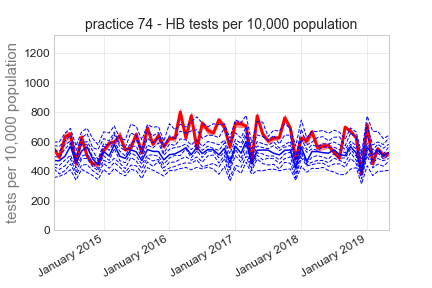 practice 74 - HB tests per 10,000 population
tests per 10,000 population
1200
1000
800
600
400
200
0
January 2015
January 2016
January 2017
January 2018
January 2019